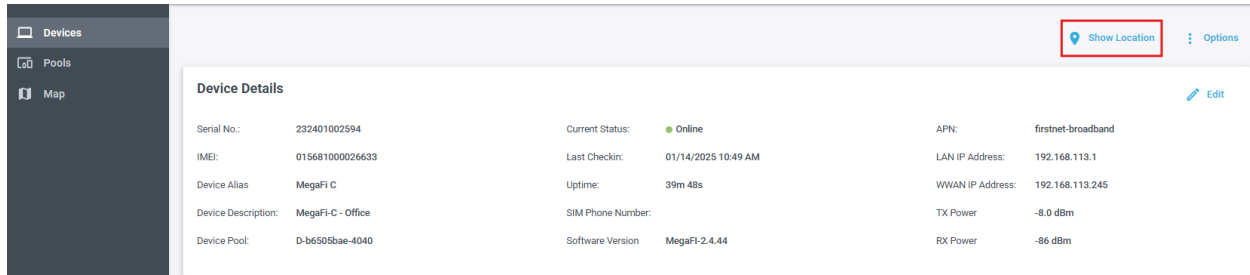 Devices
Pools
Map
Show Location
Options
Device Details
Edit
Serial No.: 232401002594 Current Status: Online APN: firstnet-broadband
IMEI: 015681000026633 Last Checkin: 01/14/2025 10:49 AM LAN IP Address: 192.168.113.1
Device Alias MegaFi C Uptime: 39m 48s WWAN IP Address: 192.168.113.245
Device Description: MegaFi-C - Office SIM Phone Number: TX Power -8.0 dBm
Device Pool: D-b6505bae-4040 Software Version MegaFI-2.4.44 RX Power -86 dBm